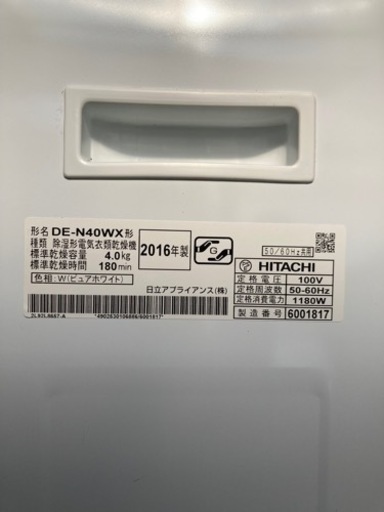 形名 DE-N40WX形
種類 除湿形電気衣類乾燥機
標準乾燥容量 4.0kg
標準乾燥時間 180min
2016年製
G
50/60Hz共用
HITACHI
定格電圧 100V
定格周波数 50-60Hz
定格消費電力 1180W
製造番号 6001817
色相:W(ピュアホワイト)
日立アプライアンス(株)